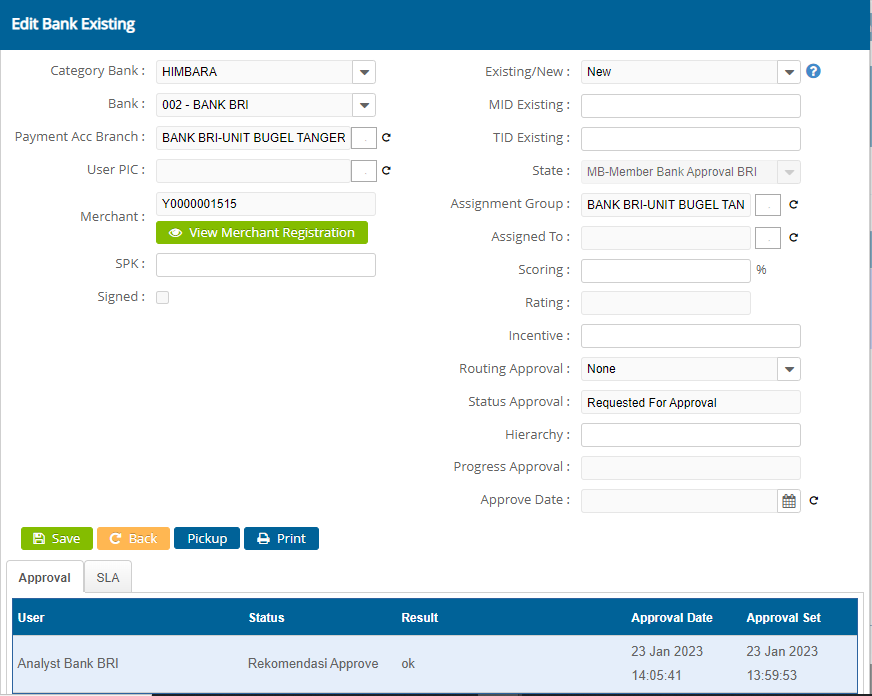 Edit Bank Existing
Category Bank : HIMBARA
Bank : 002 - BANK BRI
Payment Acc Branch : BANK BRI-UNIT BUGEL TANGER
User PIC :
Merchant : Y0000001515
View Merchant Registration
SPK :
Signed :
Existing/New : New ?
MID Existing :
TID Existing :
State : MB-Member Bank Approval BRI
Assignment Group : BANK BRI-UNIT BUGEL TAN
Assigned To :
Scoring : %
Rating :
Incentive :
Routing Approval : None
Status Approval : Requested For Approval
Hierarchy :
Progress Approval :
Approve Date :
Save Back Pickup Print
Approval SLA
User Status Result Approval Date Approval Set
Analyst Bank BRI Rekomendasi Approve ok 23 Jan 2023 23 Jan 2023
14:05:41 13:59:53